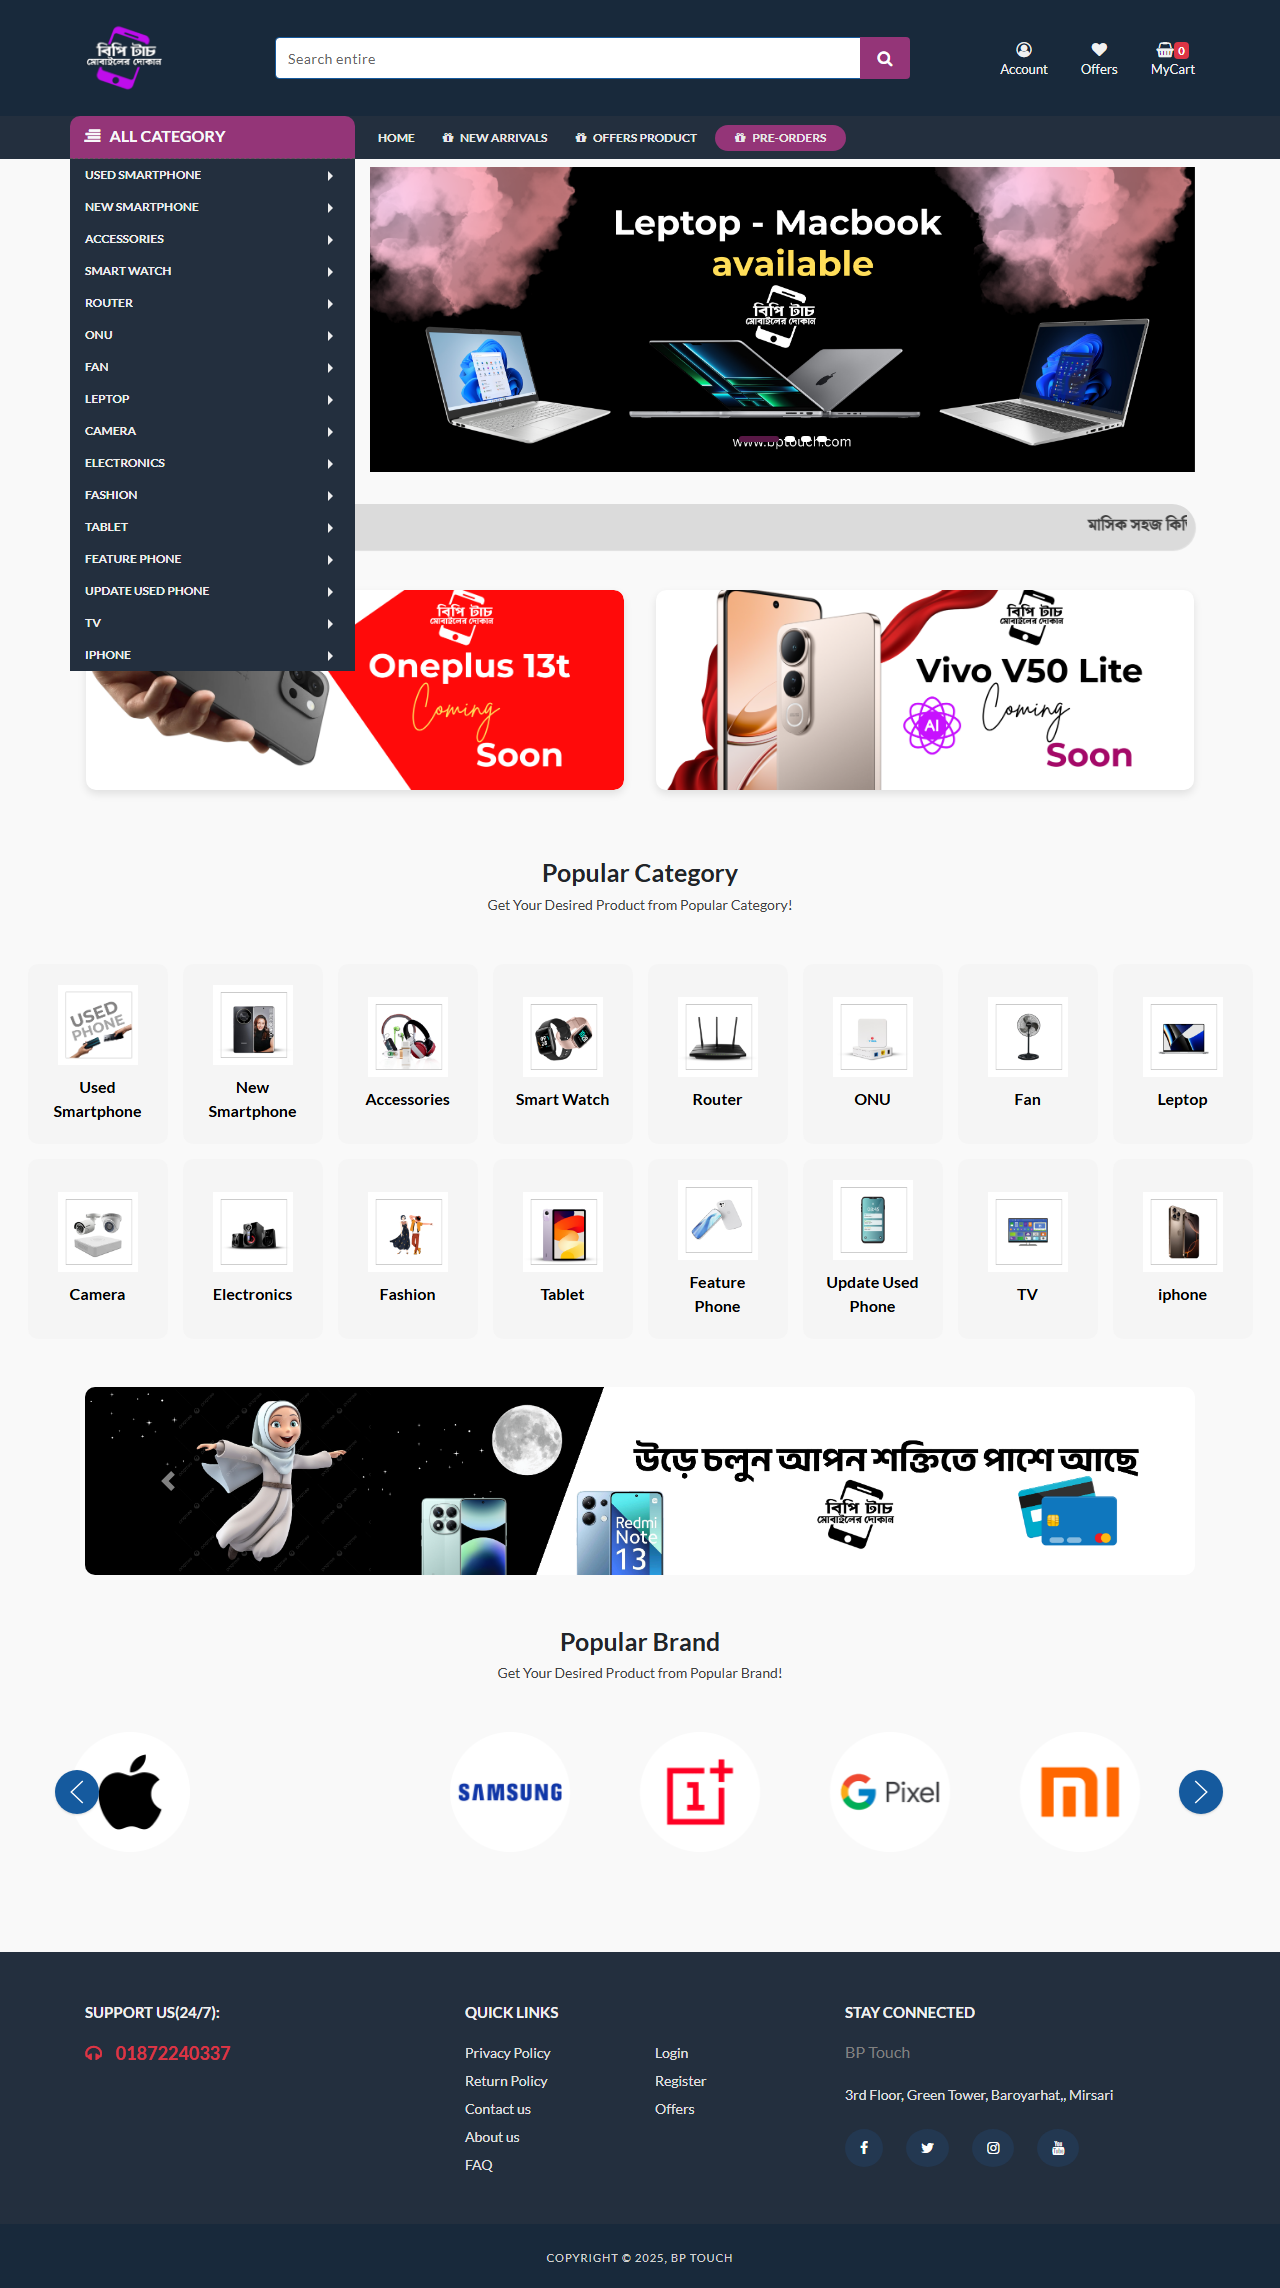 বিপি টাচ
মোবাইলের দোকান
Search entire
Account
Offers
0
MyCart
ALL CATEGORY
HOME
NEW ARRIVALS
OFFERS PRODUCT
PRE-ORDERS
USED SMARTPHONE
NEW SMARTPHONE
ACCESSORIES
SMART WATCH
ROUTER
ONU
FAN
LEPTOP
CAMERA
ELECTRONICS
FASHION
TABLET
FEATURE PHONE
UPDATE USED PHONE
TV
IPHONE
Leptop - Macbook
available
বিপি টাচ
মোবাইলের দোকান
www.bptouch.com
মাসিক সহজ
বিপি টাচ
মোবাইলের দোকান
Oneplus 13t
Coming
Soon
বিপি টাচ
মোবাইলের দোকান
Vivo V50 Lite
Coming
AI
Soon
Popular Category
Get Your Desired Product from Popular Category!
USED
PHONE
Used
Smartphone
New
Smartphone
Accessories
Smart Watch
Router
ONU
Fan
Leptop
Camera
Electronics
Fashion
Tablet
Feature
Phone
Update Used
Phone
TV
iphone
উড়ে চলুন আপন শক্তিতে পাশে আছে
বিপি টাচ
মোবাইলের দোকান
Redmi
Note
13
Popular Brand
Get Your Desired Product from Popular Brand!
SAMSUNG
1
Google Pixel
SUPPORT US(24/7):
01872240337
QUICK LINKS
Privacy Policy
Return Policy
Contact us
About us
FAQ
Login
Register
Offers
STAY CONNECTED
BP Touch
3rd Floor, Green Tower, Baroyarhat,, Mirsari
COPYRIGHT © 2025, BP TOUCH